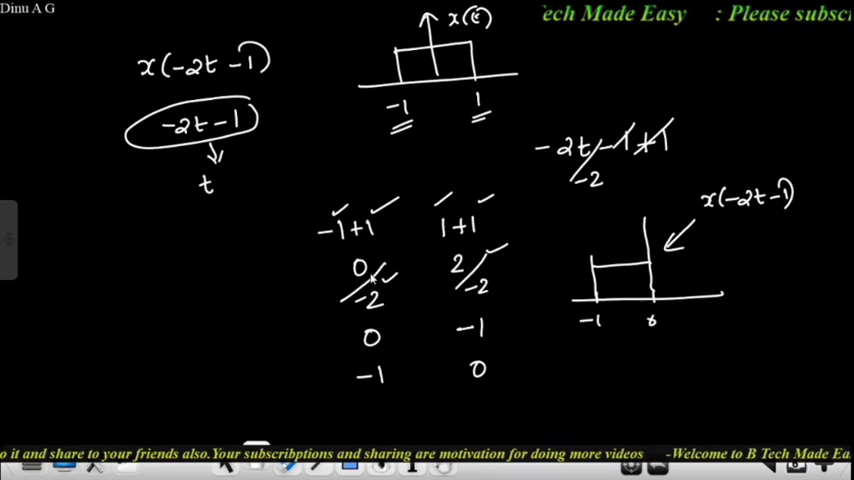 Dinu A G
ech Made Easy : Please subsc
x(t)
x(-2t-1)
-1 1
-2t-1
t
-2t-1+1
-2
x(-2t-1)
-1+1 1+1
0 2
-2 -2
0 -1
-1 0
-1 0
o it and share to your friends also.Your subscribptions and sharing are motivation for doing more videos -Welcome to B Tech Made Ea